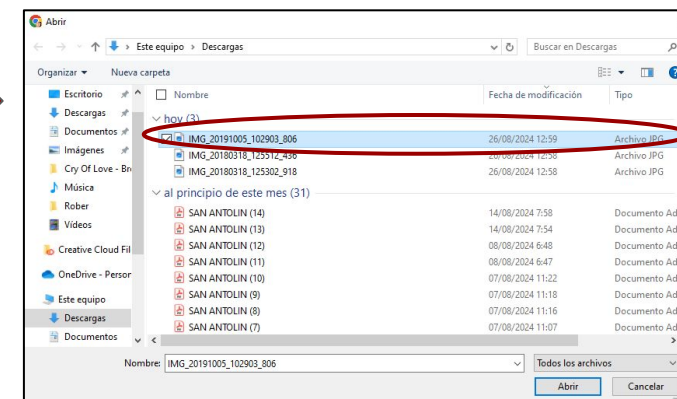 Abrir
Este equipo > Descargas
Buscar en Descargas
Organizar
Nueva carpeta
Escritorio
Descargas
Documentos
Imágenes
Cry Of Love - Bro
Música
Rober
Vídeos
Creative Cloud Fil
OneDrive - Person
Este equipo
Descargas
Documentos
Nombre
Fecha de modificación
Tipo
hoy (3)
IMG_20191005_102903_806 26/08/2024 12:59 Archivo JPG
IMG_20180318_125512_436 26/08/2024 12:58 Archivo JPG
IMG_20180318_125302_918 26/08/2024 12:58 Archivo JPG
al principio de este mes (31)
SAN ANTOLIN (14) 14/08/2024 7:58 Documento Ad
SAN ANTOLIN (13) 14/08/2024 7:54 Documento Ad
SAN ANTOLIN (12) 08/08/2024 6:48 Documento Ad
SAN ANTOLIN (11) 08/08/2024 6:47 Documento Ad
SAN ANTOLIN (10) 07/08/2024 11:22 Documento Ad
SAN ANTOLIN (9) 07/08/2024 11:18 Documento Ad
SAN ANTOLIN (8) 07/08/2024 11:16 Documento Ad
SAN ANTOLIN (7) 07/08/2024 11:07 Documento Ad
Nombre: IMG_20191005_102903_806
Todos los archivos
Abrir
Cancelar